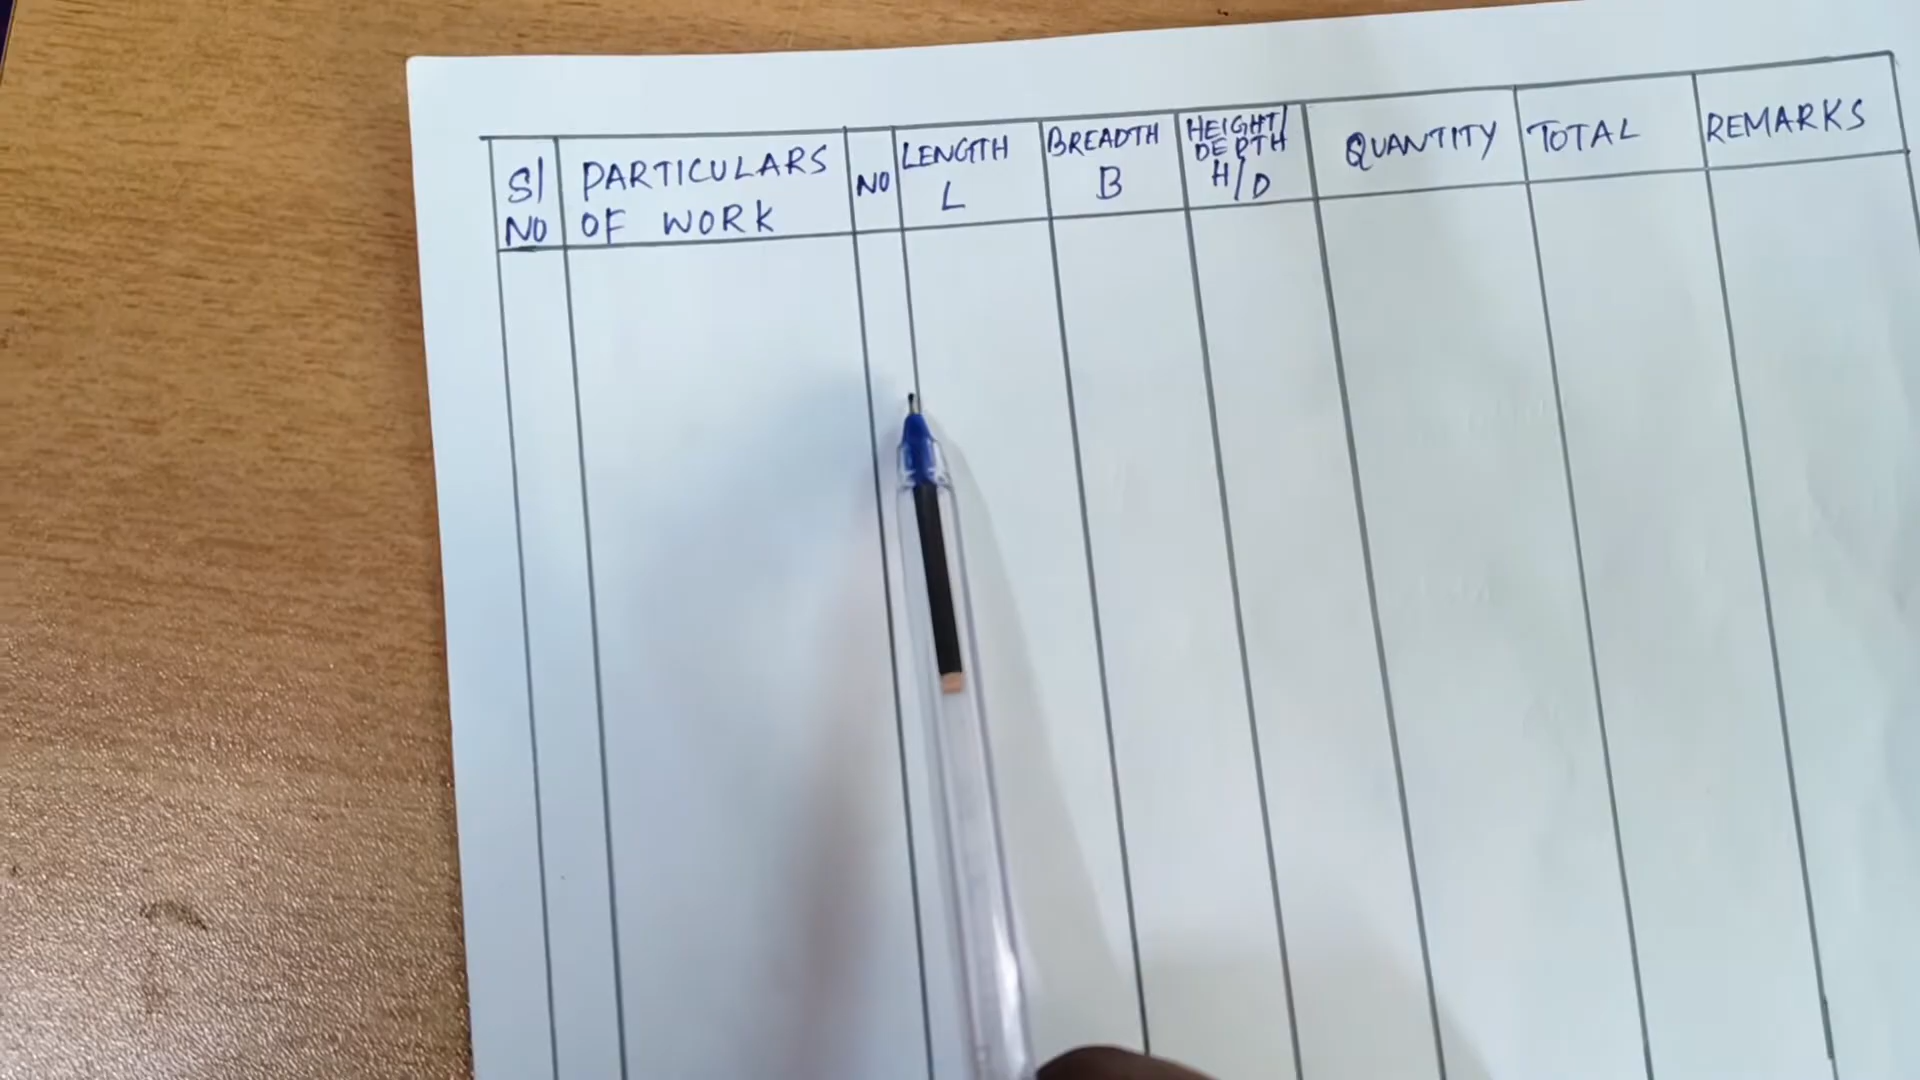 Sl NO
PARTICULARS OF WORK
NO
LENGTH L
BREADTH B
HEIGHT/ DEPTH H/D
QUANTITY
TOTAL
REMARKS